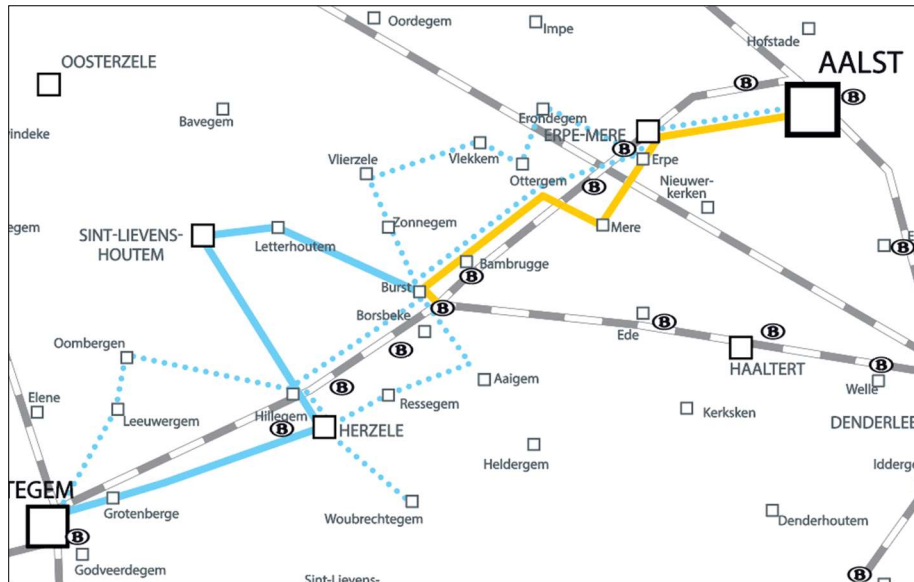 Oordegem
Impe
Hofstade
OOSTERZELE
AALST
B
B
Bavegem
Erondegem
vindeke
ERPE-MERE
B
Vlierzele
Vlekkem
Erpe
Ottergem
B
Nieuwer-
kerken
egem
SINT-LIEVENS-
HOUTEM
Letterhoutem
Zonnegem
Mere
E
B
Bambrugge
B
Burst
Borsbeke
B
Ede
B
B
Oombergen
B
HAALTERT
B
Welle
B
Aaigem
Elene
Leeuwergem
Hillegem
Ressegem
Kerksken
DENDERLEE
B
HERZELE
Heldergem
Idderge
TEGEM
Grotenberge
Woubrechtegem
Denderhoutem
B
Godveerdegem
Sint-Lievens-
B